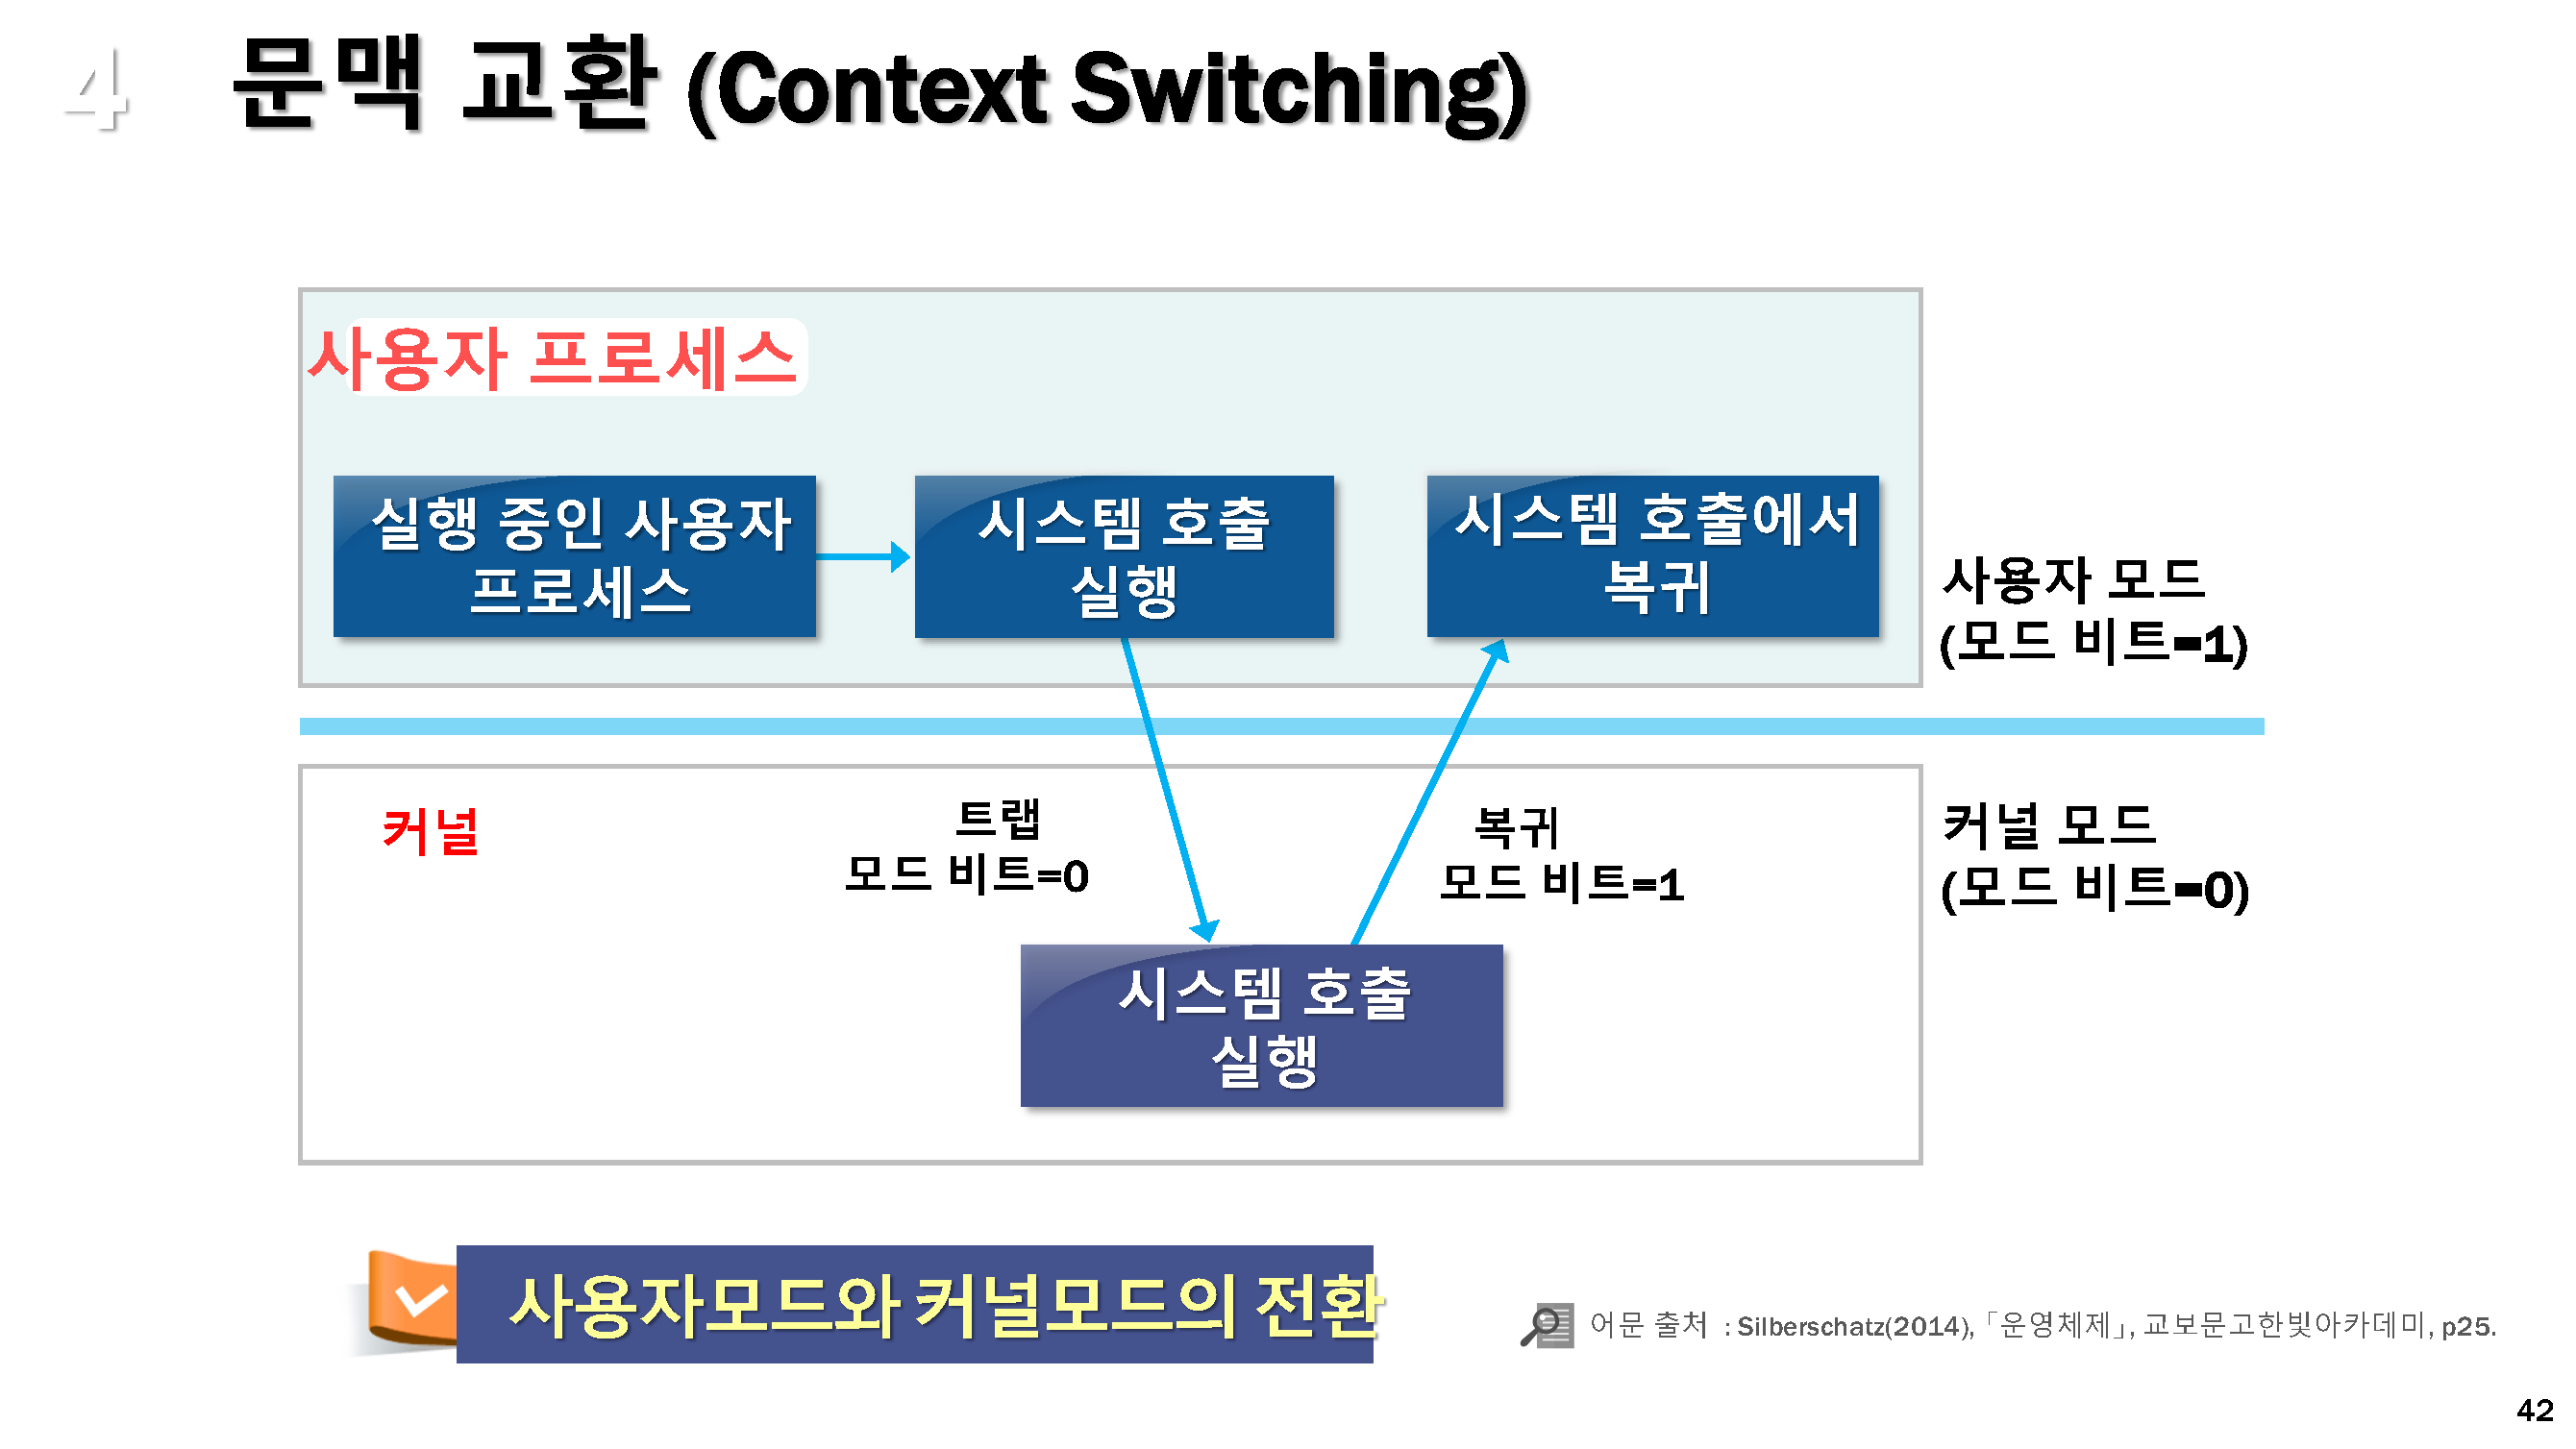 4 문맥 교환 (Context Switching)
사용자 프로세스
실행 중인 사용자
프로세스
시스템 호출
실행
시스템 호출에서
복귀
사용자 모드
(모드 비트=1)
커널
트랩
모드 비트=0
복귀
모드 비트=1
커널 모드
(모드 비트=0)
시스템 호출
실행
사용자모드와 커널모드의 전환
어문 출처 : Silberschatz(2014), 「운영체제」, 교보문고한빛아카데미, p25.
42